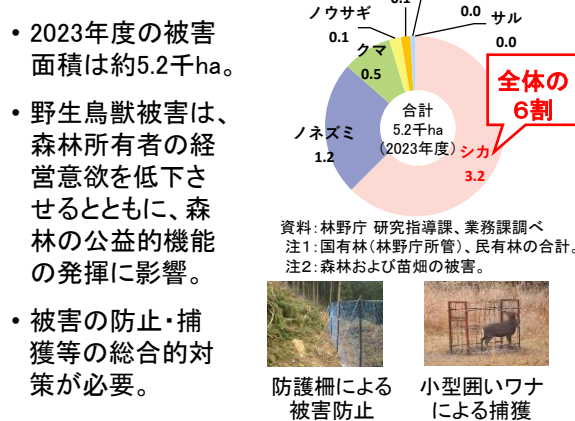 • 2023年度の被害
面積は約5.2千ha。
• 野生鳥獣被害は、
森林所有者の経
営意欲を低下さ
せるとともに、森
林の公益的機能
の発揮に影響。
• 被害の防止・捕
獲等の総合的対
策が必要。
0.1
ノウサギ
0.1
クマ
0.5
0.0
サル
0.0
全体の
6割
ノネズミ
1.2
合計
5.2千ha
(2023年度)
シカ
3.2
資料:林野庁 研究指導課、業務課調べ
注1:国有林(林野庁所管)、民有林の合計。
注2:森林および苗畑の被害。
防護柵による
被害防止
小型囲いワナ
による捕獲